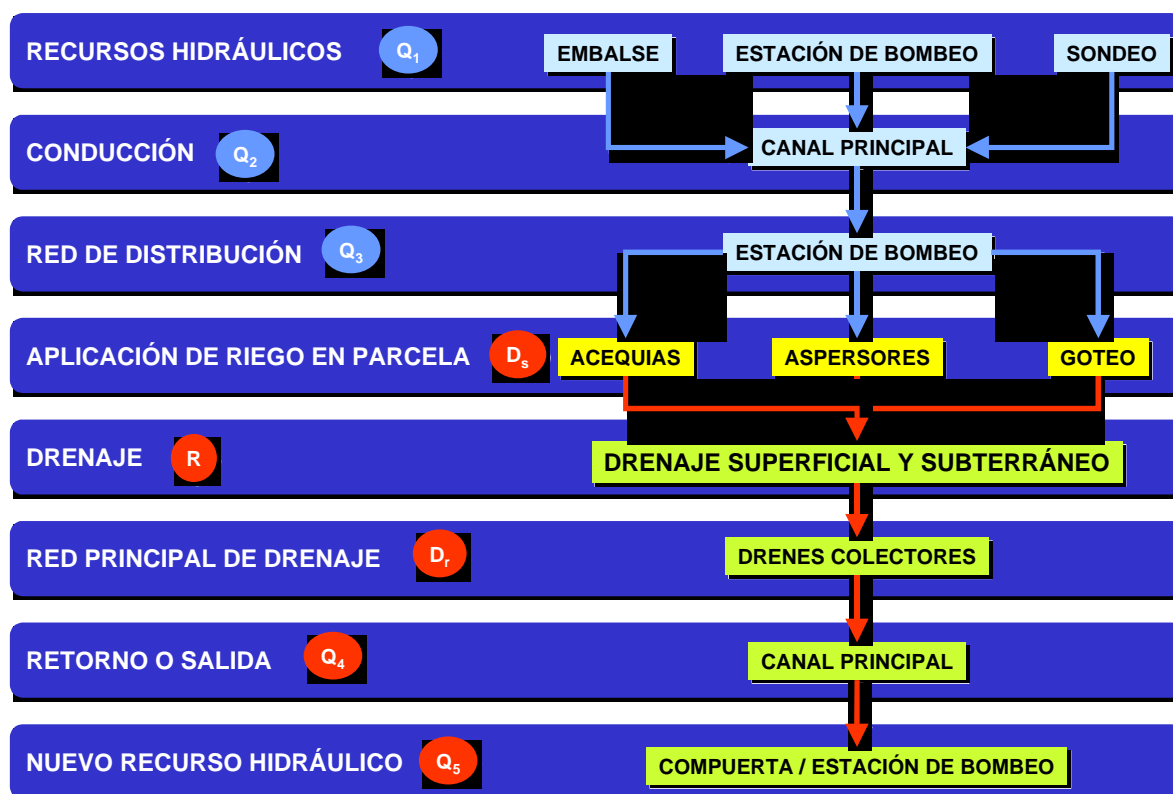 RECURSOS HIDRÁULICOS Q1 EMBALSE ESTACIÓN DE BOMBEO SONDEO
CONDUCCIÓN Q2 CANAL PRINCIPAL
RED DE DISTRIBUCIÓN Q3 ESTACIÓN DE BOMBEO
APLICACIÓN DE RIEGO EN PARCELA Ds ACEQUIAS ASPERSORES GOTEO
DRENAJE R DRENAJE SUPERFICIAL Y SUBTERRÁNEO
RED PRINCIPAL DE DRENAJE Dr DRENES COLECTORES
RETORNO O SALIDA Q4 CANAL PRINCIPAL
NUEVO RECURSO HIDRÁULICO Q5 COMPUERTA / ESTACIÓN DE BOMBEO